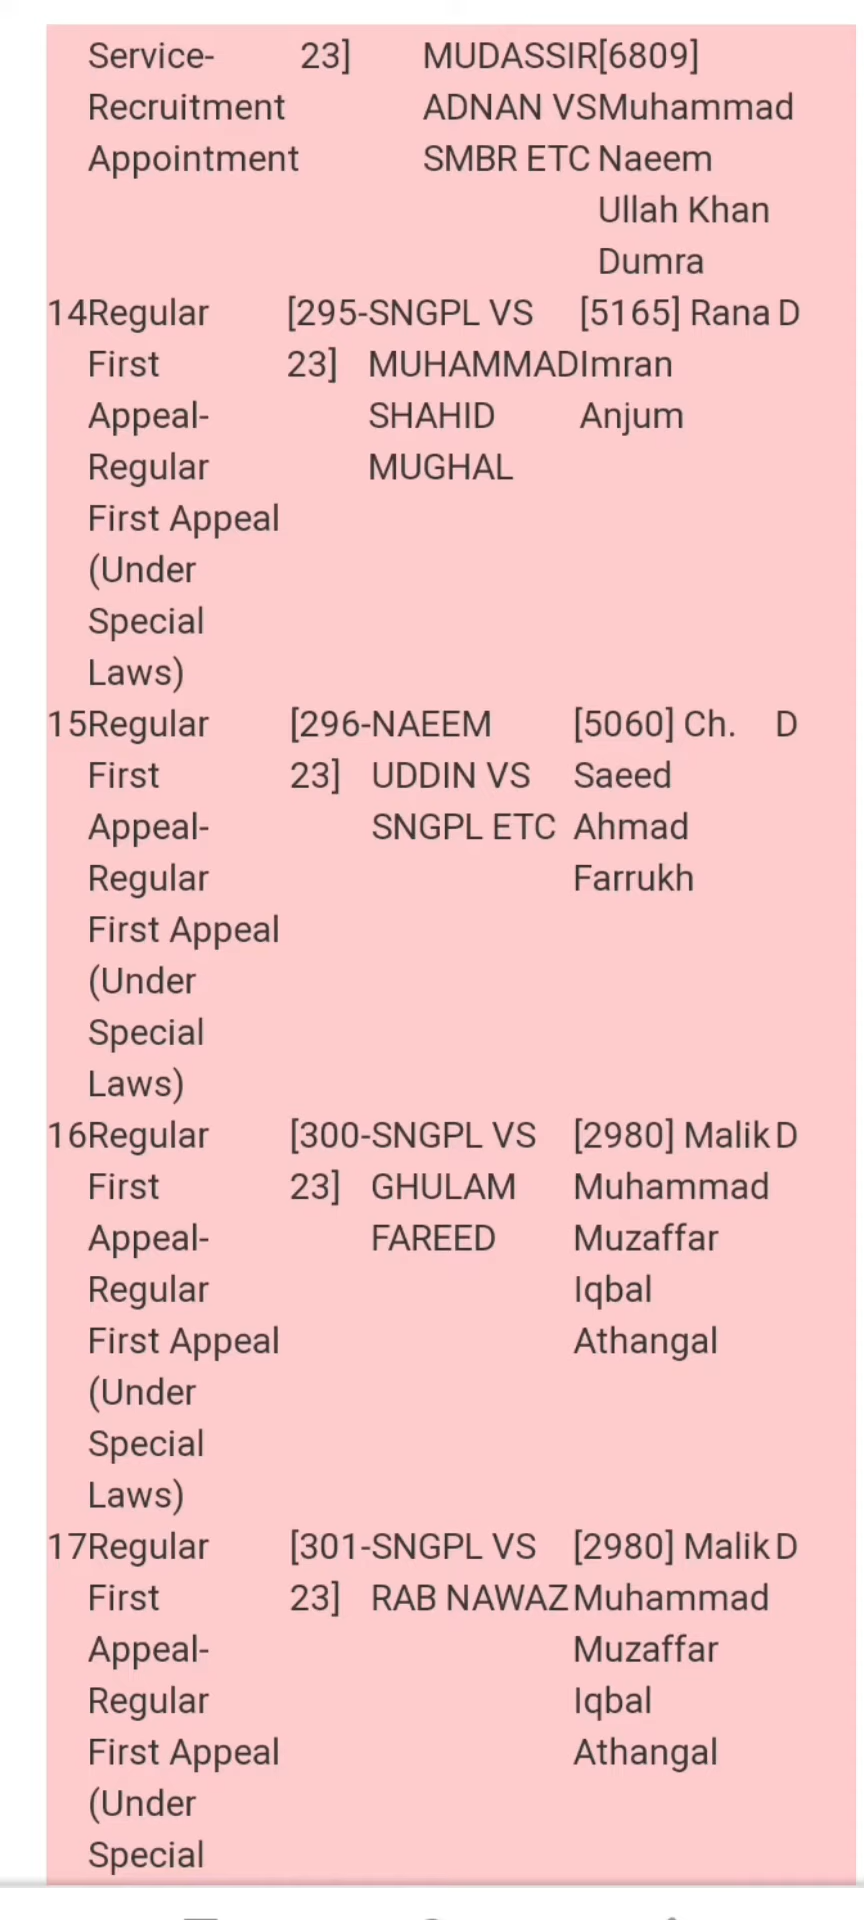 Service- 23] MUDASSIR[6809]
Recruitment ADNAN VSMuhammad
Appointment SMBR ETC Naeem
Ullah Khan
Dumra
14Regular [295-SNGPL VS [5165] Rana D
First 23] MUHAMMADImran
Appeal- SHAHID Anjum
Regular MUGHAL
First Appeal
(Under
Special
Laws)
15Regular [296-NAEEM [5060] Ch. D
First 23] UDDIN VS Saeed
Appeal- SNGPL ETC Ahmad
Regular Farrukh
First Appeal
(Under
Special
Laws)
16Regular [300-SNGPL VS [2980] Malik D
First 23] GHULAM Muhammad
Appeal- FAREED Muzaffar
Regular Iqbal
First Appeal Athangal
(Under
Special
Laws)
17Regular [301-SNGPL VS [2980] Malik D
First 23] RAB NAWAZ Muhammad
Appeal- Muzaffar
Regular Iqbal
First Appeal Athangal
(Under
Special